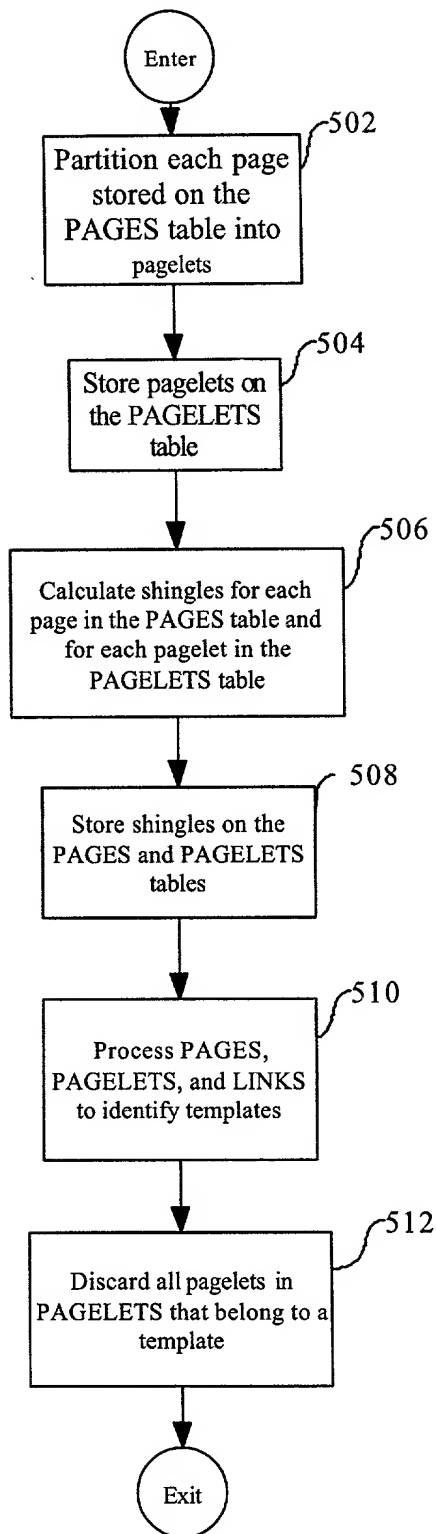 Enter
502
Partition each page
stored on the
PAGES table into
pagelets
504
Store pagelets on
the PAGELETS
table
506
Calculate shingles for each
page in the PAGES table and
for each pagelet in the
PAGELETS table
508
Store shingles on the
PAGES and PAGELETS
tables
510
Process PAGES,
PAGELETS, and LINKS
to identify templates
512
Discard all pagelets in
PAGELETS that belong to a
template
Exit